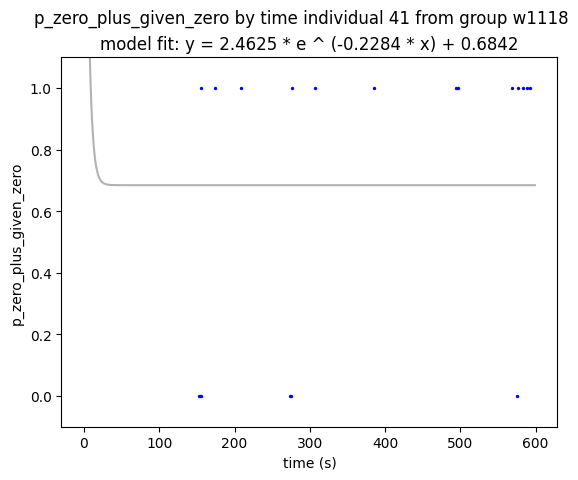 p_zero_plus_given_zero by time individual 41 from group w1118
model fit: y = 2.4625 * e ^ (-0.2284 * x) + 0.6842
p_zero_plus_given_zero
1.0
0.8
0.6
0.4
0.2
0.0
0 100 200 300 400 500 600
time (s)